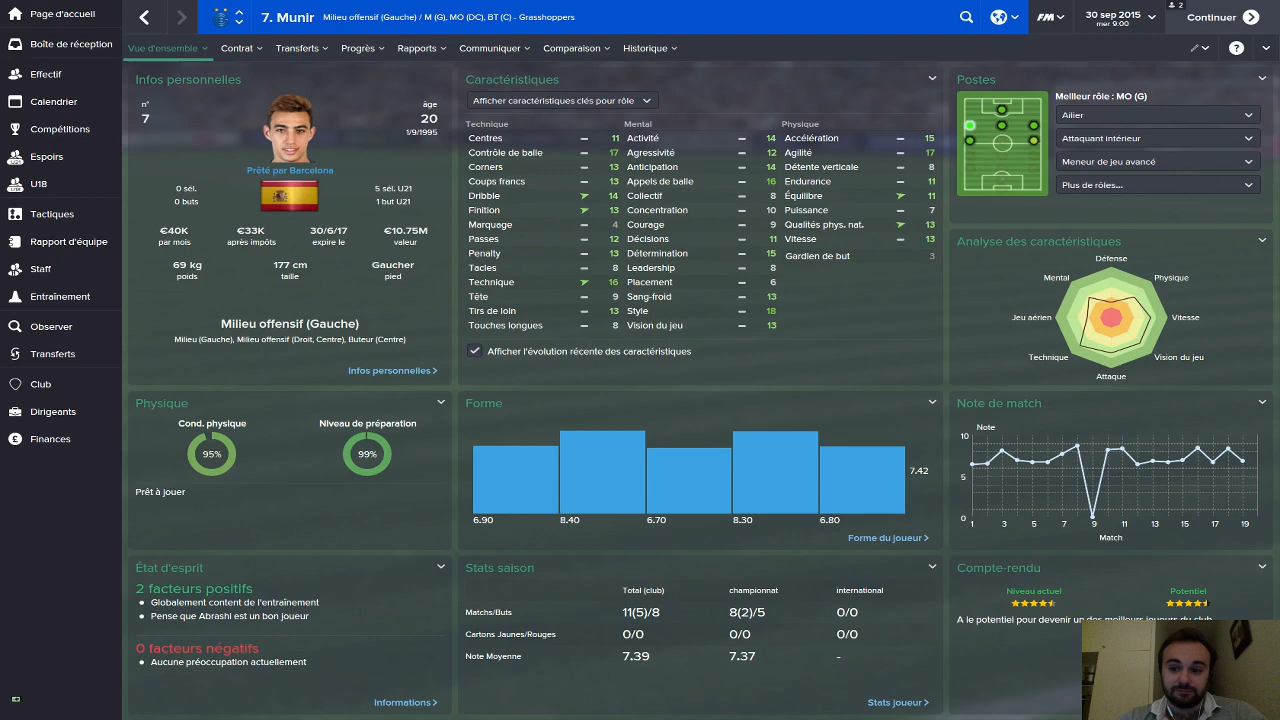 Page d'accueil
Boîte de réception
Effectif
Calendrier
Compétitions
Espoirs
U18
Tactiques
Rapport d'équipe
Staff
Entraînement
Observer
Transferts
Club
Dirigeants
Finances
7. Munir
Milieu offensif (Gauche) / M (G), MO (DC), BT (C) - Grasshoppers
FM
30 sep 2015
mer 9:00
2
Continuer
Vue d'ensemble
Contrat
Transferts
Progrès
Rapports
Communiquer
Comparaison
Historique
?
Infos personnelles
n°
7
âge
20
1/9/1995
Prêté par Barcelona
0 sél.
0 buts
5 sél. U21
1 but U21
€40K
par mois
€33K
après impôts
30/6/17
expire le
€10.75M
valeur
69 kg
poids
177 cm
taille
Gaucher
pied
Milieu offensif (Gauche)
Milieu (Gauche), Milieu offensif (Droit, Centre), Buteur (Centre)
Infos personnelles >
Caractéristiques
Afficher caractéristiques clés pour rôle
Technique Mental Physique
Centres 11 Activité 14 Accélération 15
Contrôle de balle 17 Agressivité 12 Agilité 17
Corners 13 Anticipation 14 Détente verticale 8
Coups francs 13 Appels de balle 16 Endurance 11
Dribble 14 Collectif 8 Équilibre 11
Finition 13 Concentration 10 Puissance 7
Marquage 4 Courage 9 Qualités phys. nat. 13
Passes 12 Décisions 11 Vitesse 13
Penalty 13 Détermination 15 Gardien de but 3
Tacles 8 Leadership 8
Technique 16 Placement 6
Tête 9 Sang-froid 13
Tirs de loin 13 Style 18
Touches longues 8 Vision du jeu 13
Afficher l'évolution récente des caractéristiques
Postes
Meilleur rôle : MO (G)
Ailier
Attaquant intérieur
Meneur de jeu avancé
Plus de rôles...
Analyse des caractéristiques
Défense
Mental Physique
Jeu aérien Vitesse
Technique Vision du jeu
Attaque
Physique
Cond. physique
95%
Niveau de préparation
99%
Prêt à jouer
Forme
7.42
6.90 8.40 6.70 8.30 6.80
Forme du joueur >
Note de match
Note
10
5
0
1 3 5 7 9 11 13 15 17 19
Match
État d'esprit
2 facteurs positifs
Globalement content de l'entraînement
Pense que Abrashi est un bon joueur
0 facteurs négatifs
Aucune préoccupation actuellement
Informations >
Stats saison
Total (club) championnat international
Matchs/Buts 11(5)/8 8(2)/5 0/0
Cartons Jaunes/Rouges 0/0 0/0 0/0
Note Moyenne 7.39 7.37 -
Stats joueur >
Compte-rendu
Niveau actuel
Potentiel
A le potentiel pour devenir un des meilleurs joueurs du club